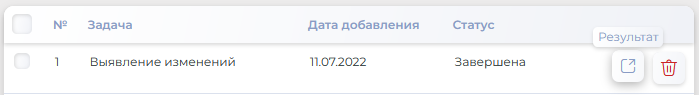 № Задача Дата добавления Статус
Результат
1 Выявление изменений 11.07.2022 Завершена